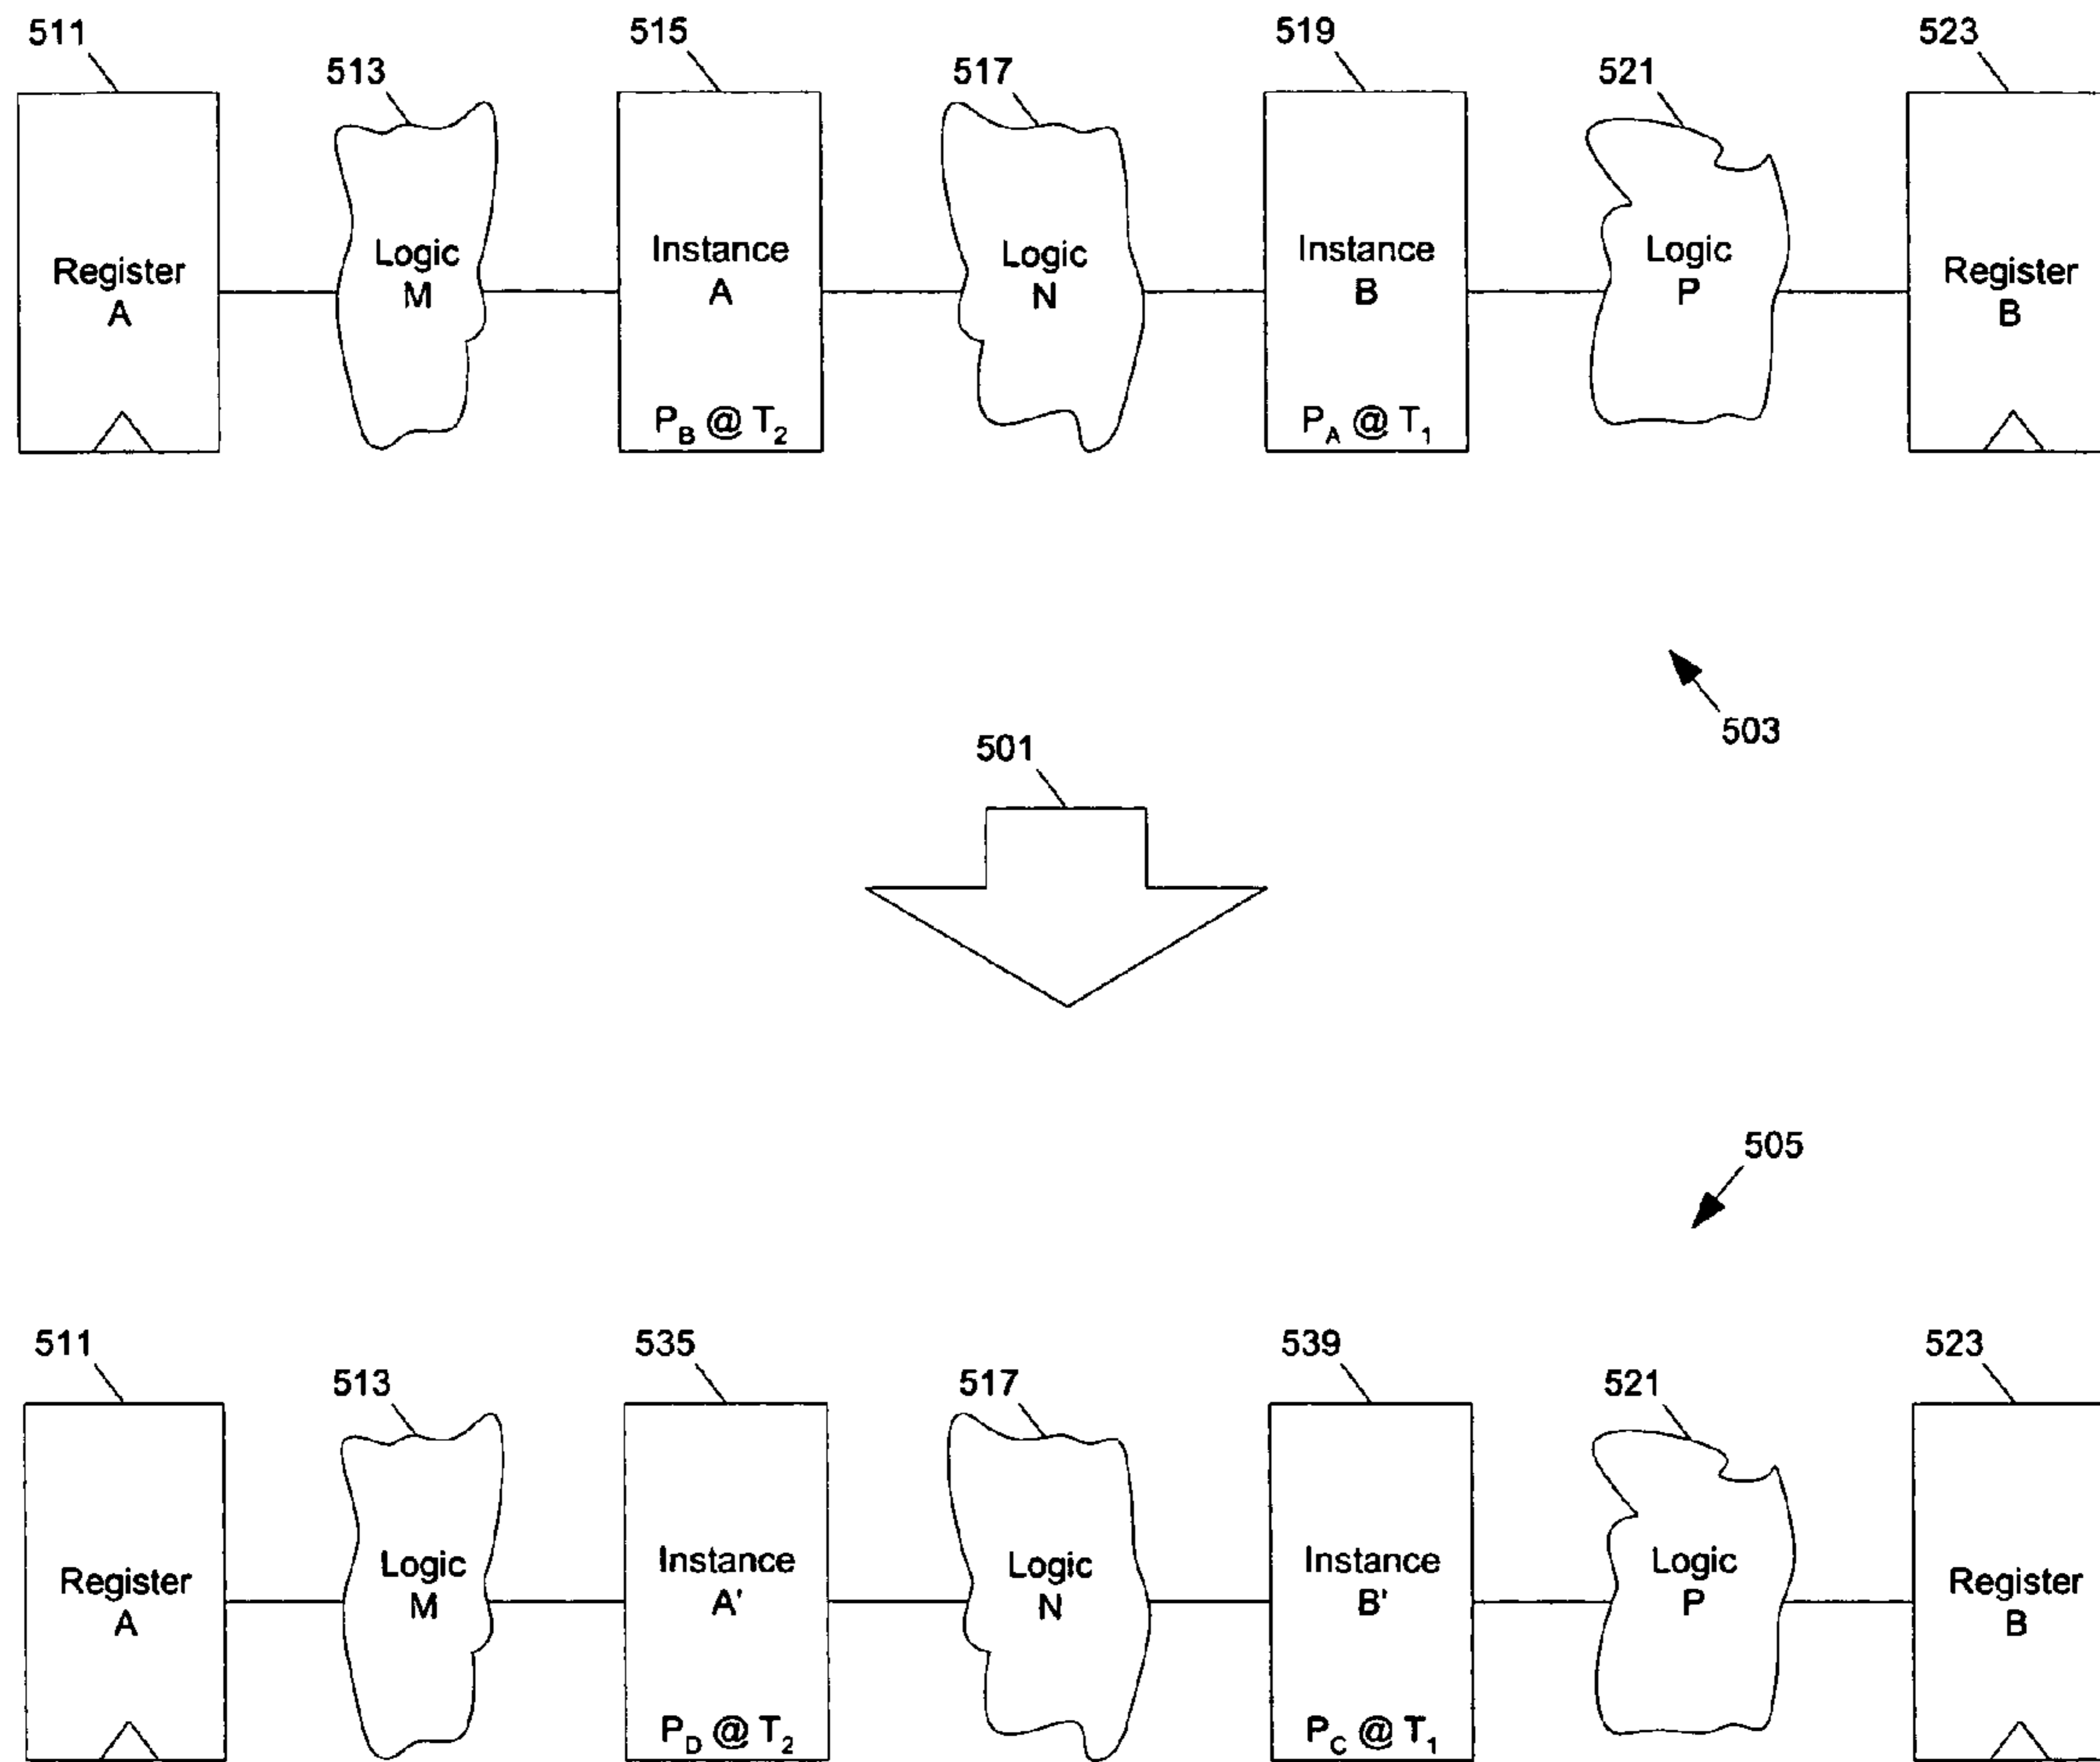 511
513
515
517
519
521
523
Register
A
Logic
M
Instance
A
P_B @ T_2
Logic
N
Instance
B
P_A @ T_1
Logic
P
Register
B
503
501
505
511
513
535
517
539
521
523
Register
A
Logic
M
Instance
A'
P_D @ T_2
Logic
N
Instance
B'
P_C @ T_1
Logic
P
Register
B